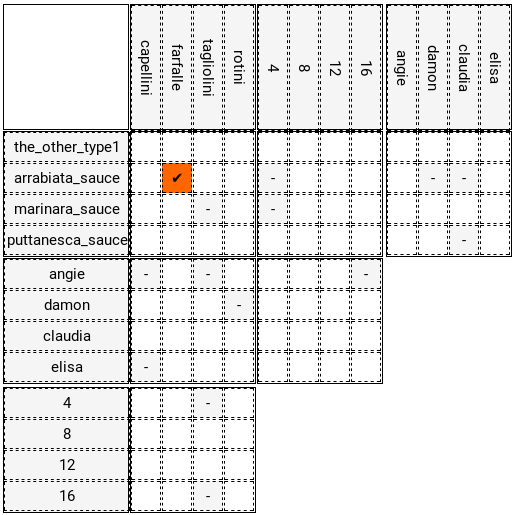 capellini farfalle tagliolini rotini 4 8 12 16 angie damon claudia elisa
the_other_type1
arrabiata_sauce ✔ - - -
marinara_sauce - -
puttanesca_sauce -
angie - - -
damon -
claudia
elisa -
4 -
8
12
16 -